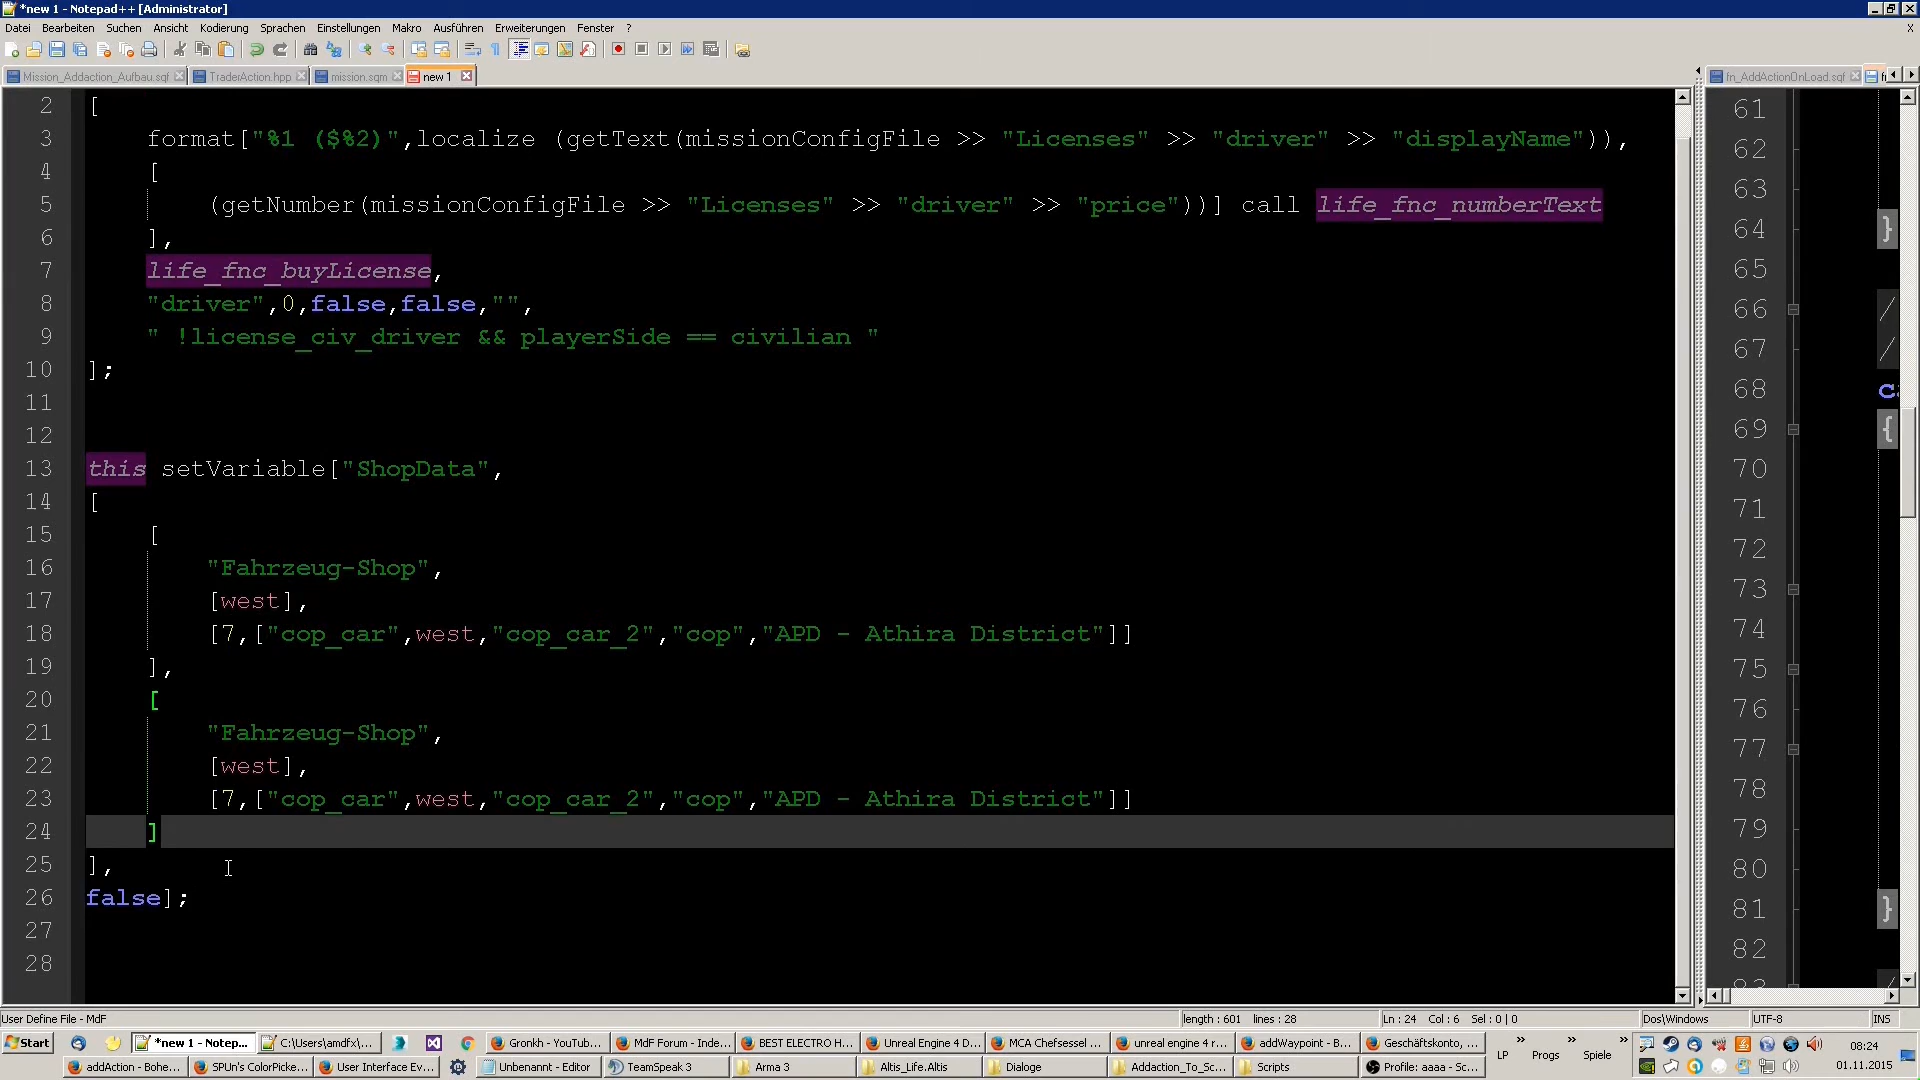 *new 1 - Notepad++ [Administrator]
Datei Bearbeiten Suchen Ansicht Kodierung Sprachen Einstellungen Makro Ausführen Erweiterungen Fenster ? X
Mission_Addaction_Aufbau.sqf TraderAction.hpp mission.sqm new 1 fn_AddActionOnLoad.sqf
2 [
3 format["%1 ($%2)",localize (getText(missionConfigFile >> "Licenses" >> "driver" >> "displayName")),
4 [
5 (getNumber(missionConfigFile >> "Licenses" >> "driver" >> "price"))] call life_fnc_numberText
6 ],
7 life_fnc_buyLicense,
8 "driver",0,false,false,"",
9 " !license_civ_driver && playerSide == civilian "
10 ];
11
12
13 this setVariable["ShopData",
14 [
15 [
16 "Fahrzeug-Shop",
17 [west],
18 [7,["cop_car",west,"cop_car_2","cop","APD - Athira District"]]
19 ],
20 [
21 "Fahrzeug-Shop",
22 [west],
23 [7,["cop_car",west,"cop_car_2","cop","APD - Athira District"]]
24 ]
25 ],
26 false];
27
28
61
62
63
64 }
65
66 /
67 /
68 c
69 {
70
71
72
73
74
75
76
77
78
79
80
81 }
82
User Define File - MdF length : 601 lines : 28 Ln : 24 Col : 6 Sel : 0 | 0 Dos\Windows UTF-8 INS
Start *new 1 - Notep... C:\Users\amdfx\... Gronkh - YouTub... MdF Forum - Inde... BEST ELECTRO H... Unreal Engine 4 D... MCA Chefsessel ... unreal engine 4 r... addWaypoint - B... Geschäftskonto, ... LP Progs Spiele 08:24
addAction - Bohe... SPUn's ColorPicke... User Interface Ev... Unbenannt - Editor TeamSpeak 3 Arma 3 Altis_Life.Altis Dialoge Addaction_To_Sc... Scripts Profile: aaaa - Sc... 01.11.2015